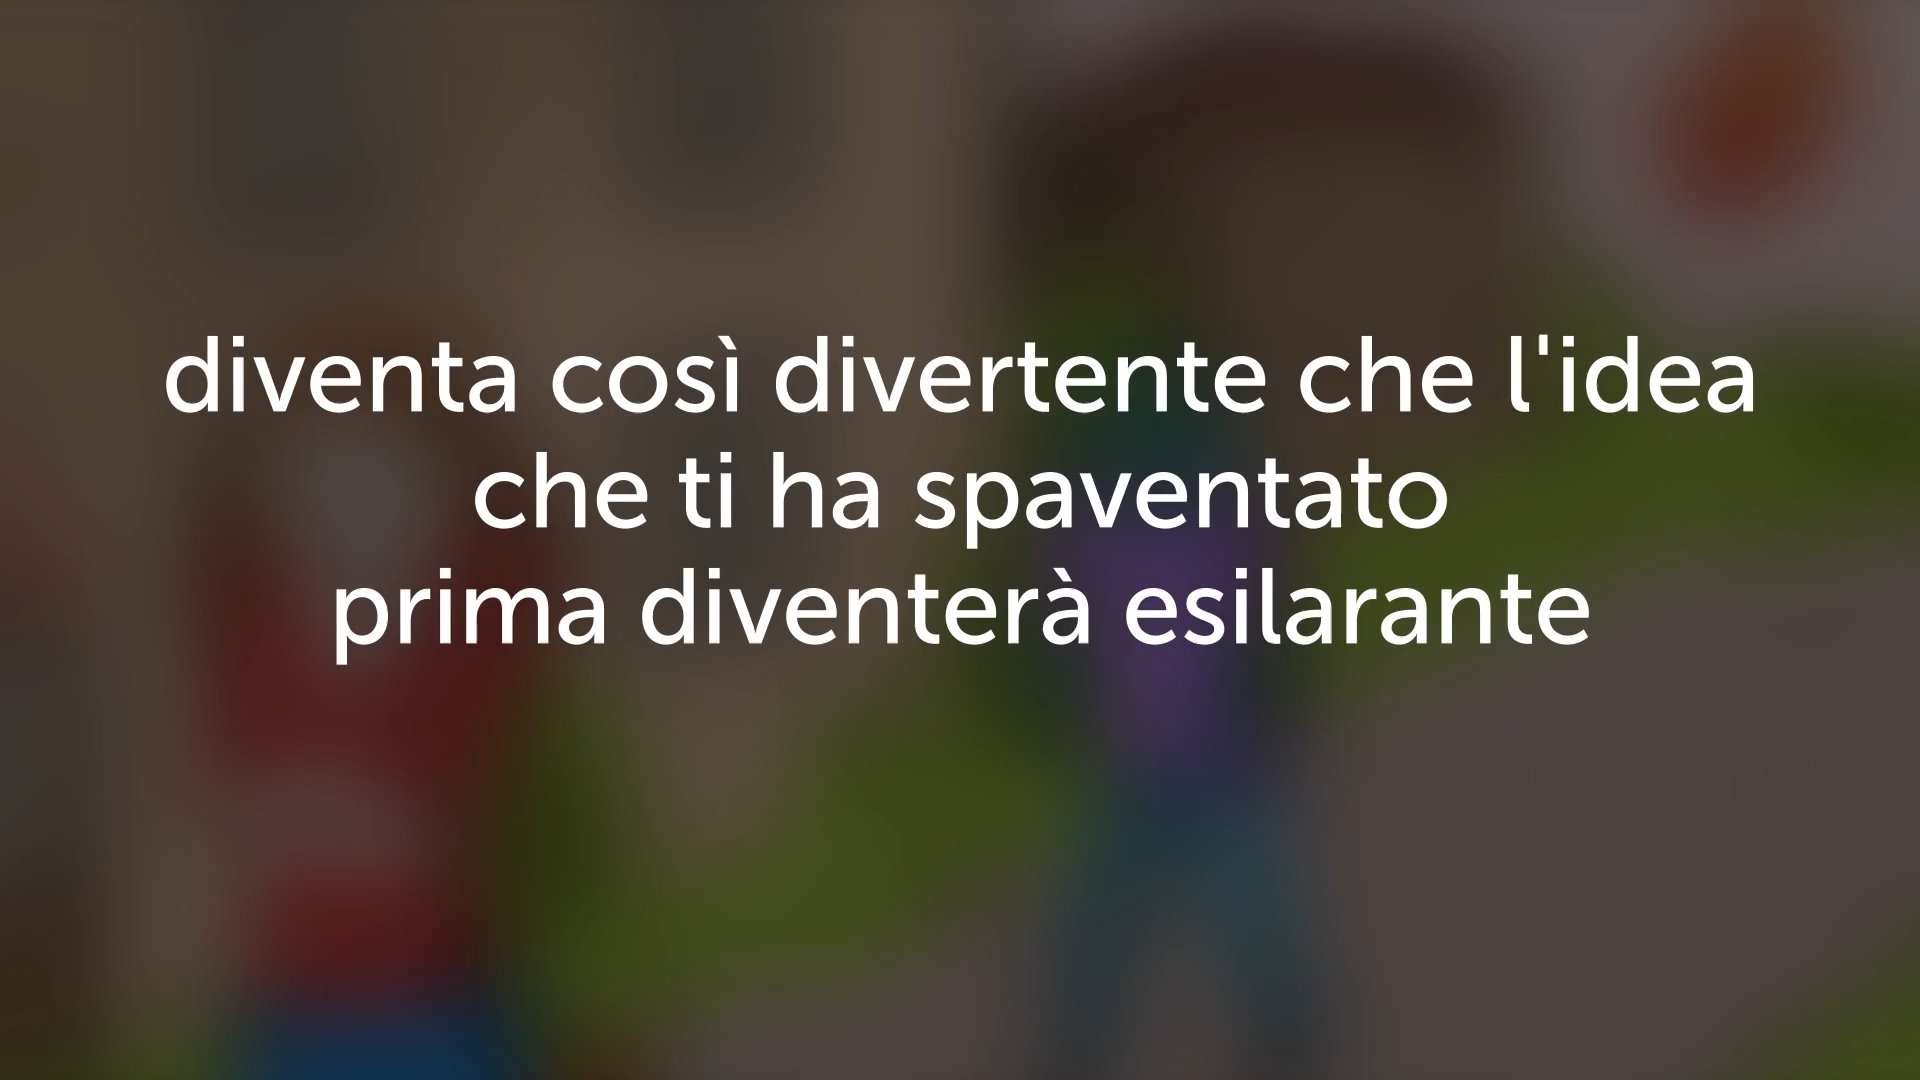 diventa così divertente che l'idea
che ti ha spaventato
prima diventerà esilarante